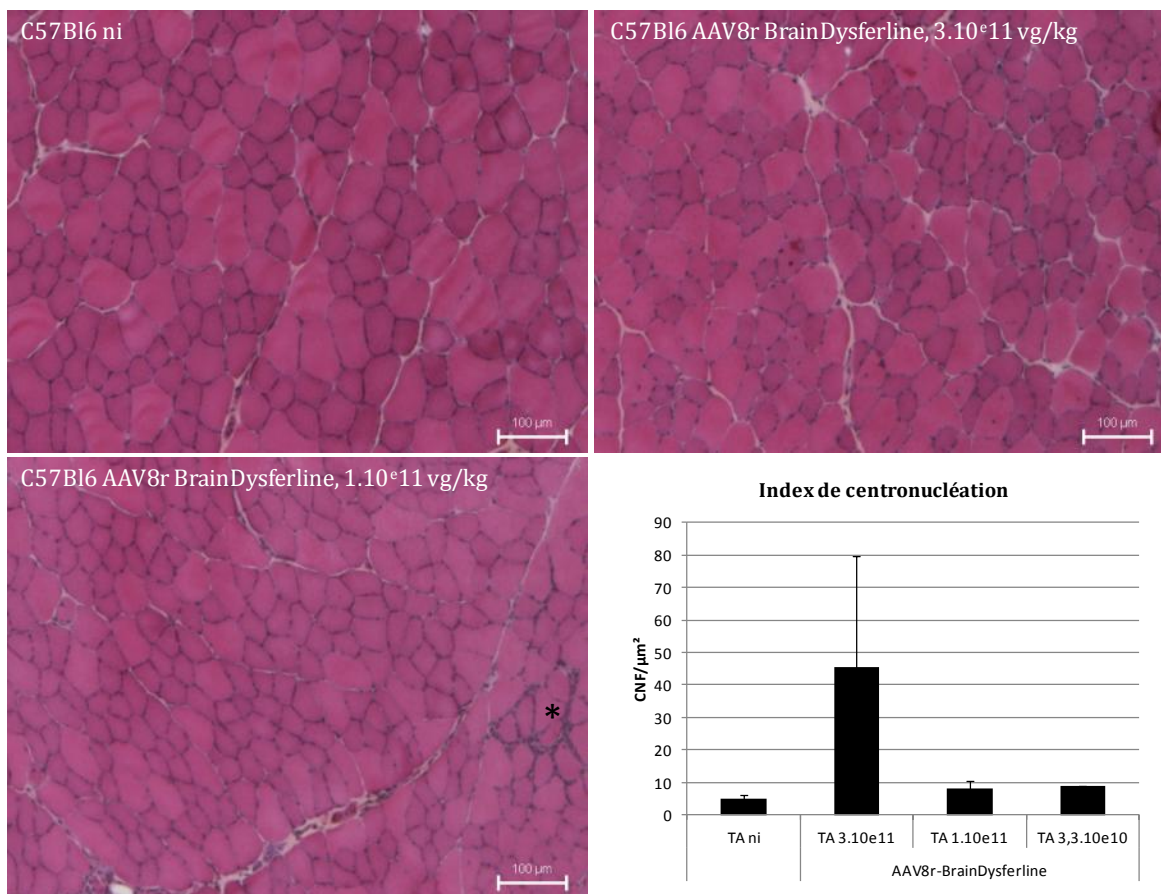 C57Bl6 ni
C57Bl6 AAV8r BrainDysferline, 3.10ᵉ11 vg/kg
100 µm
100 µm
C57Bl6 AAV8r BrainDysferline, 1.10ᵉ11 vg/kg
*
100 µm
Index de centronucléation
CNF/µm²
90
80
70
60
50
40
30
20
10
0
TA ni
TA 3.10e11
TA 1.10e11
TA 3,3.10e10
AAV8r-BrainDysferline